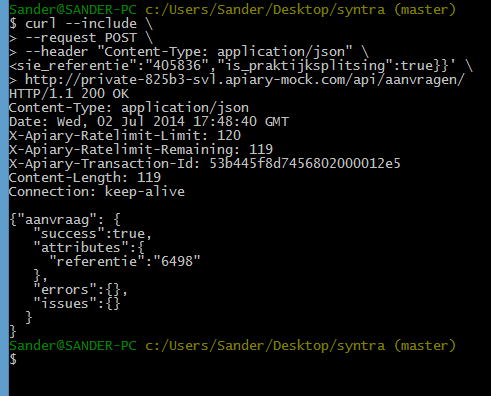 Sander@SANDER-PC c:/Users/Sander/Desktop/syntra (master)
$ curl --include \
> --request POST \
> --header "Content-Type: application/json" \
<sie_referentie":"405836","is_praktijksplitsing":true}}' \
> http://private-825b3-svl.apiary-mock.com/api/aanvragen/
HTTP/1.1 200 OK
Content-Type: application/json
Date: Wed, 02 Jul 2014 17:48:40 GMT
X-Apiary-Ratelimit-Limit: 120
X-Apiary-Ratelimit-Remaining: 119
X-Apiary-Transaction-Id: 53b445f8d7456802000012e5
Content-Length: 119
Connection: keep-alive

{"aanvraag": {
   "success":true,
   "attributes":{
     "referentie":"6498"
   },
   "errors":{},
   "issues":{}
  }
}
Sander@SANDER-PC c:/Users/Sander/Desktop/syntra (master)
$